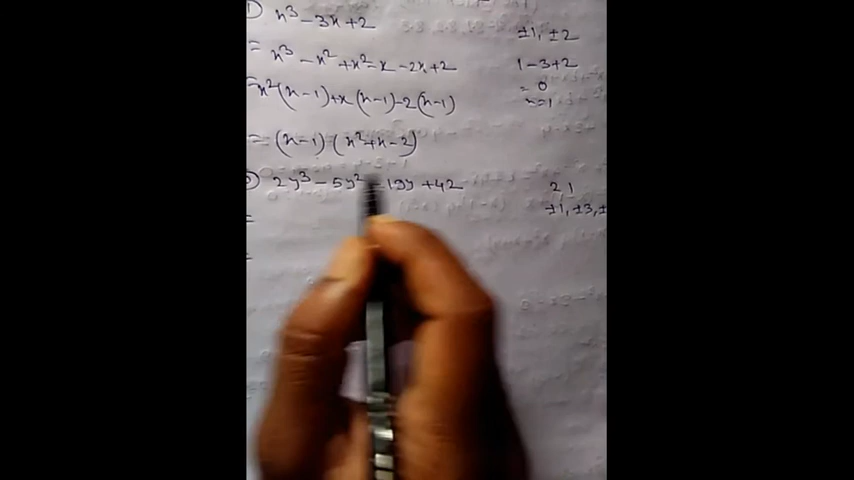 1) x³ - 3x + 2
= x³ - x² + x² - x - 2x + 2
= x²(x-1) + x(x-1) - 2(x-1)
= (x-1) (x² + x - 2)
2y³ - 5y² - 19y + 42
=
=
±1, ±2
1 - 3 + 2
= 0
x = 1
2 1
±1, ±3, ±